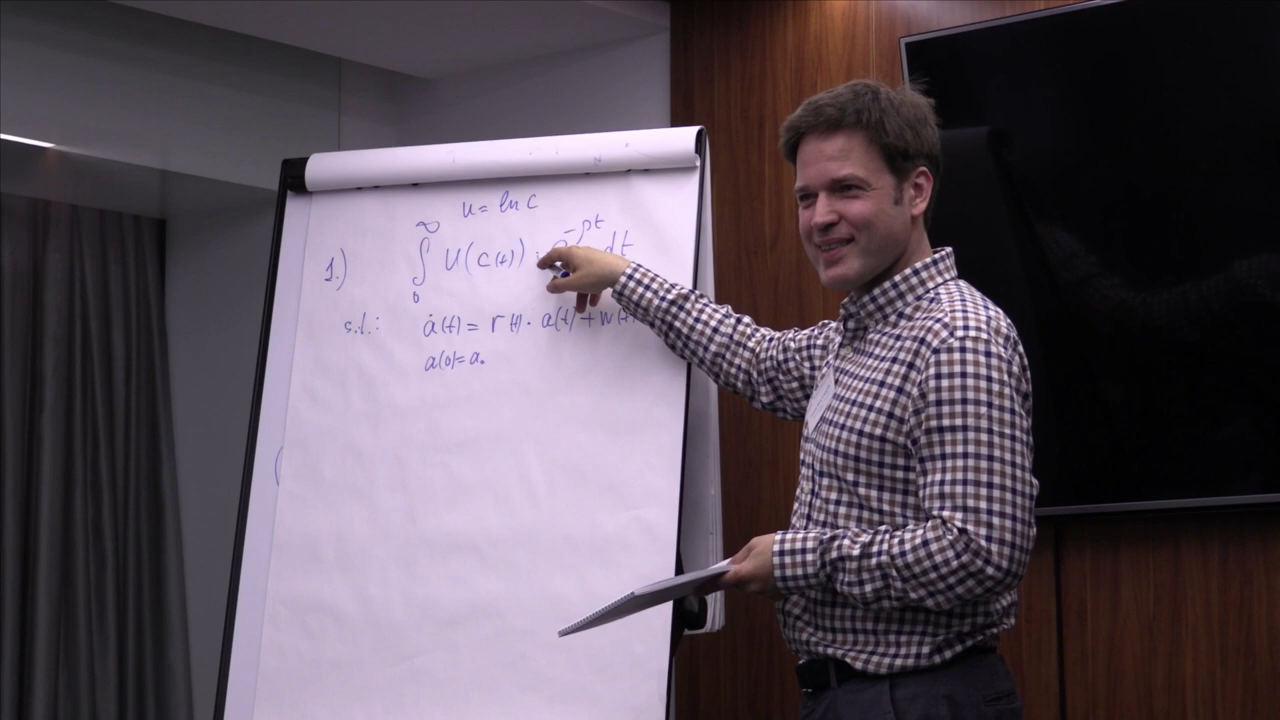 u = ln c
1.) ∫₀^∞ U(c(t)) · e^{-ρt} dt
s.t.: ȧ(t) = r(t) · a(t) + w(t)
a(0) = a₀